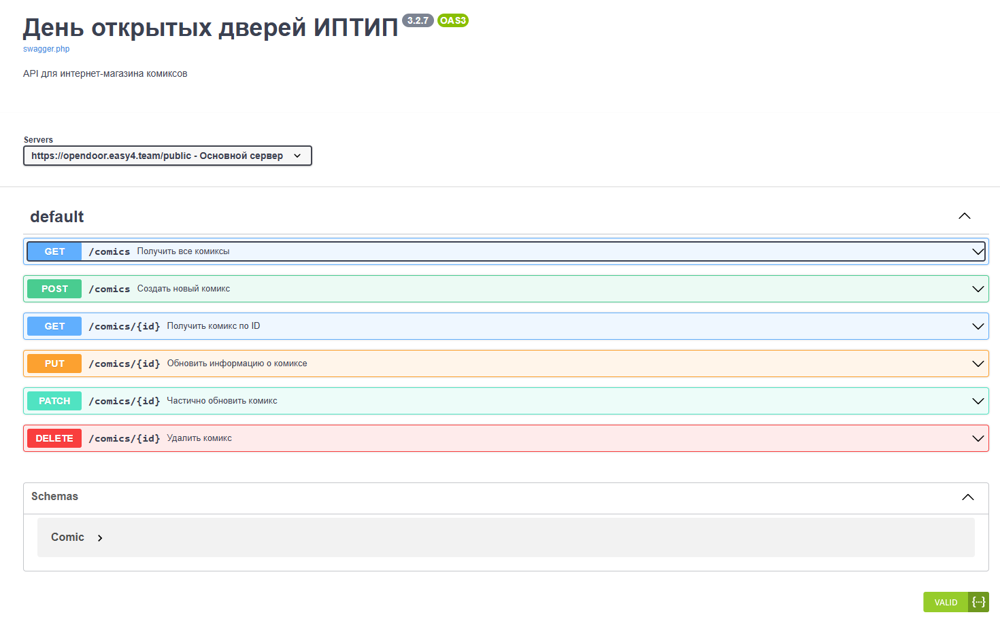 День открытых дверей ИПТИП 3.2.7 OAS3
swagger.php
API для интернет-магазина комиксов
Servers
https://opendoor.easy4.team/public - Основной сервер
default
GET /comics Получить все комиксы
POST /comics Создать новый комикс
GET /comics/{id} Получить комикс по ID
PUT /comics/{id} Обновить информацию о комиксе
PATCH /comics/{id} Частично обновить комикс
DELETE /comics/{id} Удалить комикс
Schemas
Comic
VALID {...}